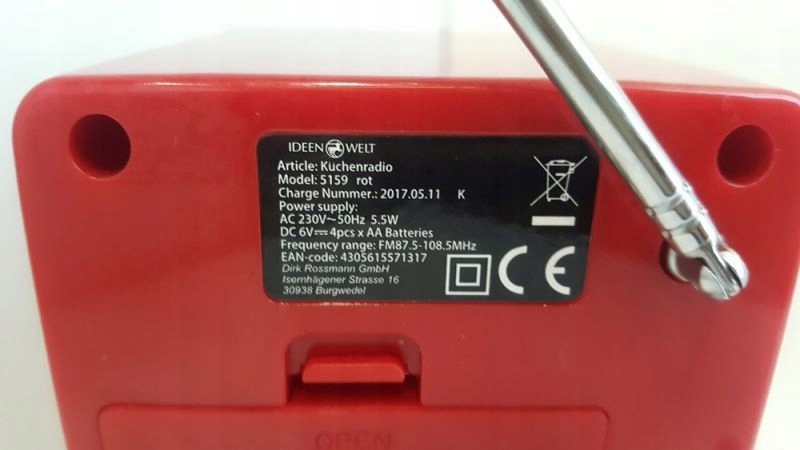 IDEEN WELT
Article: Küchenradio
Model: 5159 rot
Charge Nummer.: 2017.05.11 K
Power supply:
AC 230V~50Hz 5.5W
DC 6V⎓4pcs x AA Batteries
Frequency range: FM87.5-108.5MHz
EAN-code: 4305615571317
Dirk Rossmann GmbH
Isernhägener Strasse 16
30938 Burgwedel
CE
OPEN